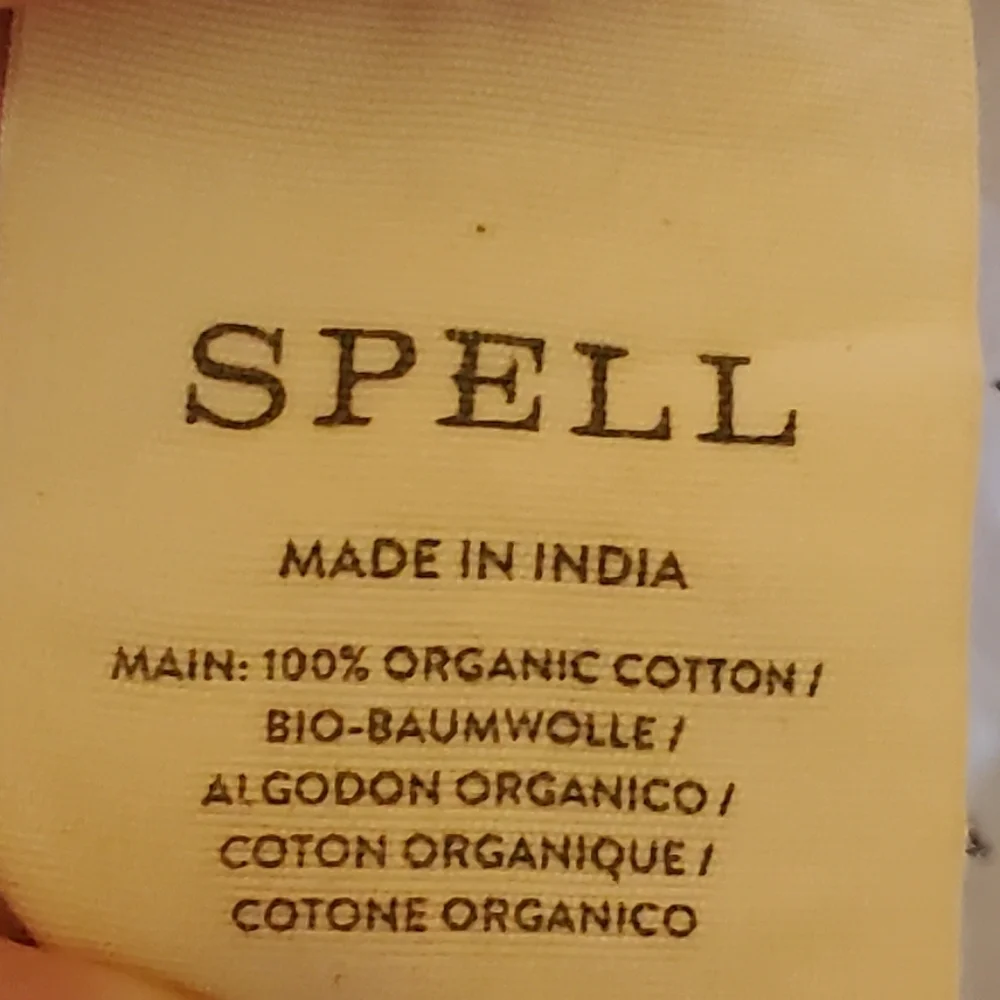 SPELL
MADE IN INDIA
MAIN: 100% ORGANIC COTTON /
BIO-BAUMWOLLE /
ALGODON ORGANICO /
COTON ORGANIQUE /
COTONE ORGANICO